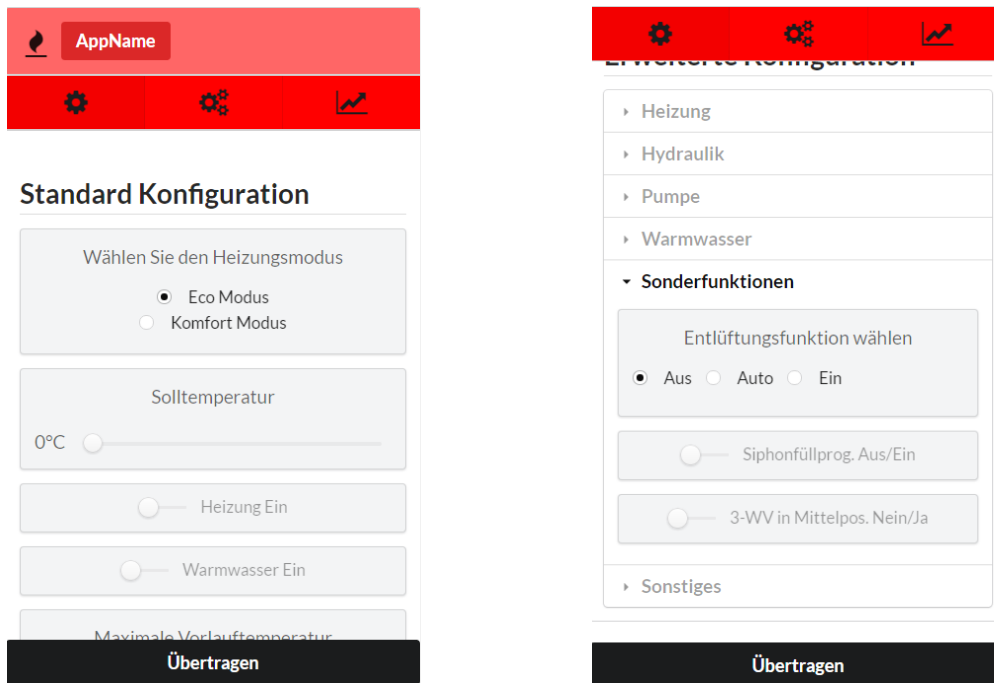 AppName
Standard Konfiguration
Wählen Sie den Heizungsmodus
Eco Modus
Komfort Modus
Solltemperatur
0°C
Heizung Ein
Warmwasser Ein
Maximale Vorlauftemperatur
Übertragen
Erweiterte Konfiguration
Heizung
Hydraulik
Pumpe
Warmwasser
Sonderfunktionen
Entlüftungsfunktion wählen
Aus Auto Ein
Siphonfüllprog. Aus/Ein
3-WV in Mittelpos. Nein/Ja
Sonstiges
Übertragen